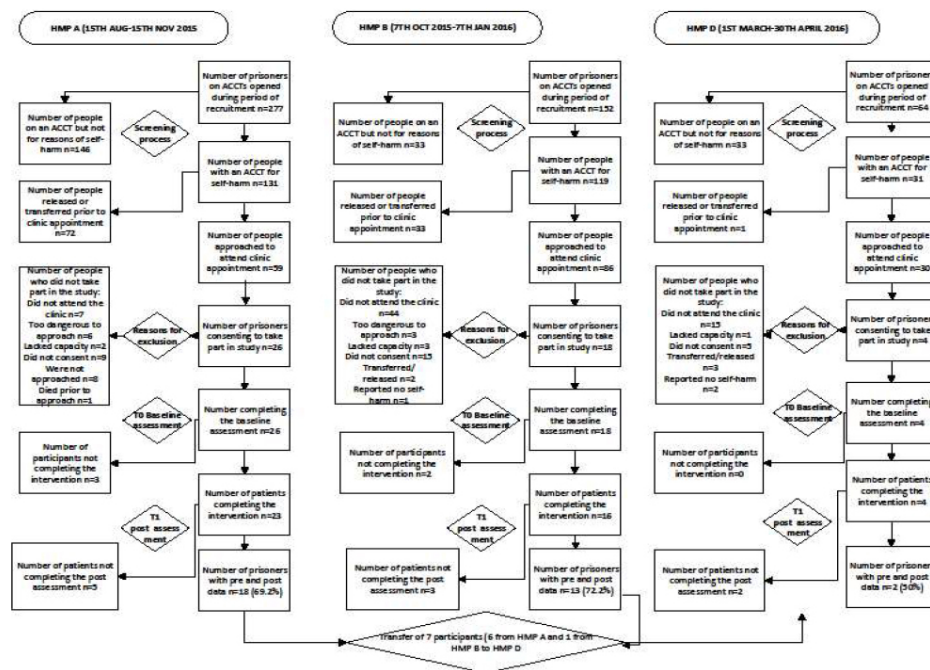 HMP A (15TH AUG-15TH NOV 2015
Number of prisoners
on ACCTs opened
during period of
recruitment n=277
Number of people
on an ACCT but not
for reasons of self-
harm n=146
Screening
process
Number of people
with an ACCT for
self-harm n=131
Number of people
released or
transferred prior to
clinic appointment
n=72
Number of people
approached to
attend clinic
appointment n=59
Number of people
who did not take
part in the study:
Did not attend the
clinic n=7
Too dangerous to
approach n=6
Lacked capacity n=2
Did not consent n=9
Were not
approached n=8
Died prior to
approach n=1
Reasons for
exclusion
Number of prisoners
consenting to take
part in study n=26
T0 Baseline
assessment
Number completing
the baseline
assessment n=26
Number of
participants not
completing the
intervention n=3
Number of patients
completing the
intervention n=23
T1
post assess
ment
Number of patients not
completing the post
assessment n=5
Number of prisoners
with pre and post
data n=18 (69.2%)
HMP B (7TH OCT 2015-7TH JAN 2016)
Number of prisoners
on ACCTs opened
during period of
recruitment n=152
Number of people on an
ACCT but not for reasons
of self-harm n=33
Screening
process
Number of people
with an ACCT for
self-harm n=119
Number of people
released or transferred
prior to clinic
appointment n=33
Number of people
approached to
attend clinic
appointment n=86
Number of people who
did not take part in the
study:
Did not attend the clinic
n=44
Too dangerous to
approach n=3
Lacked capacity n=3
Did not consent n=15
Transferred/
released n=2
Reported no self-
harm n=1
Reasons for
exclusion
Number of prisoners
consenting to take
part in study n=18
T0 Baseline
assessment
Number completing
the baseline
assessment n=18
Number of participants
not completing the
intervention n=2
Number of patients
completing the
intervention n=16
T1
post assess
ment
Number of patients not
completing the post
assessment n=3
Number of prisoners
with pre and post
data n=13 (72.2%)
HMP D (1ST MARCH-30TH APRIL 2016)
Number of prisoners
on ACCTs opened
during period of
recruitment n=64
Number of people on an
ACCT but not for reasons
of self-harm n=33
Screening
process
Number of people
with an ACCT for
self-harm n=31
Number of people
released or transferred
prior to clinic
appointment n=1
Number of people
approached to
attend clinic
appointment n=30
Number of people who
did not take part in the
study:
Did not attend the clinic
n=15
Lacked capacity n=1
Did not consent n=5
Transferred/released
n=3
Reported no self-harm
n=2
Reasons for
exclusion
Number of prisoners
consenting to take
part in study n=4
T0 Baseline
assessment
Number completing
the baseline
assessment n=4
Number of participants
not completing the
intervention n=0
Number of patients
completing the
intervention n=4
T1
post assess
ment
Number of patients not
completing the post
assessment n=2
Number of prisoners
with pre and post
data n=2 (50%)
Transfer of 7 participants (6 from HMP A and 1 from
HMP B to HMP D